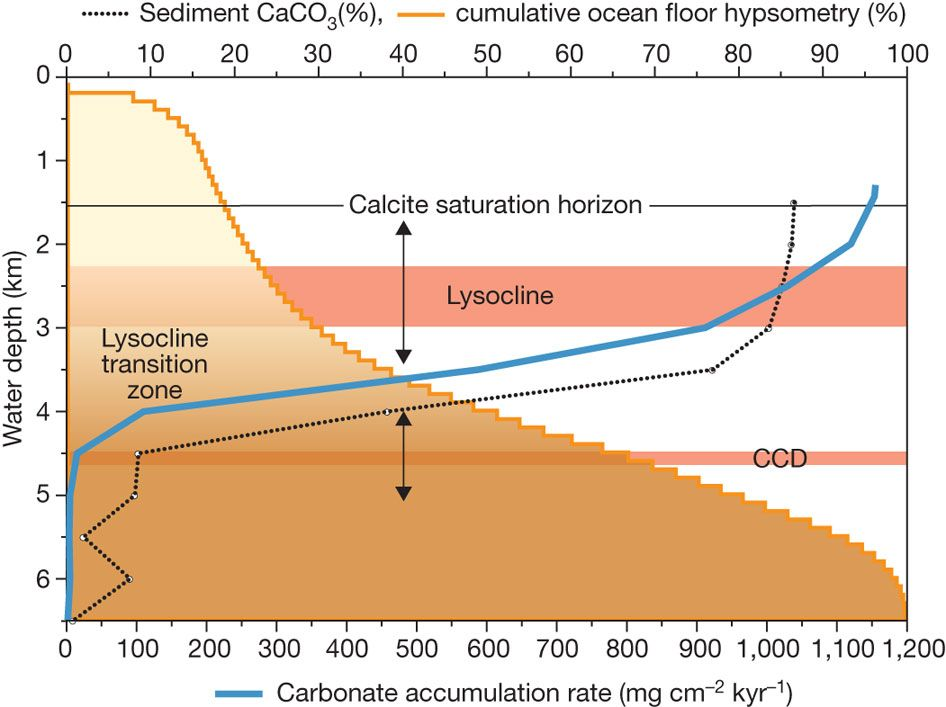 Sediment CaCO₃(%), cumulative ocean floor hypsometry (%)
0 10 20 30 40 50 60 70 80 90 100
0
1
2
3
4
5
6
Water depth (km)
Calcite saturation horizon
Lysocline
Lysocline
transition
zone
CCD
0 100 200 300 400 500 600 700 800 900 1,000 1,100 1,200
Carbonate accumulation rate (mg cm⁻² kyr⁻¹)